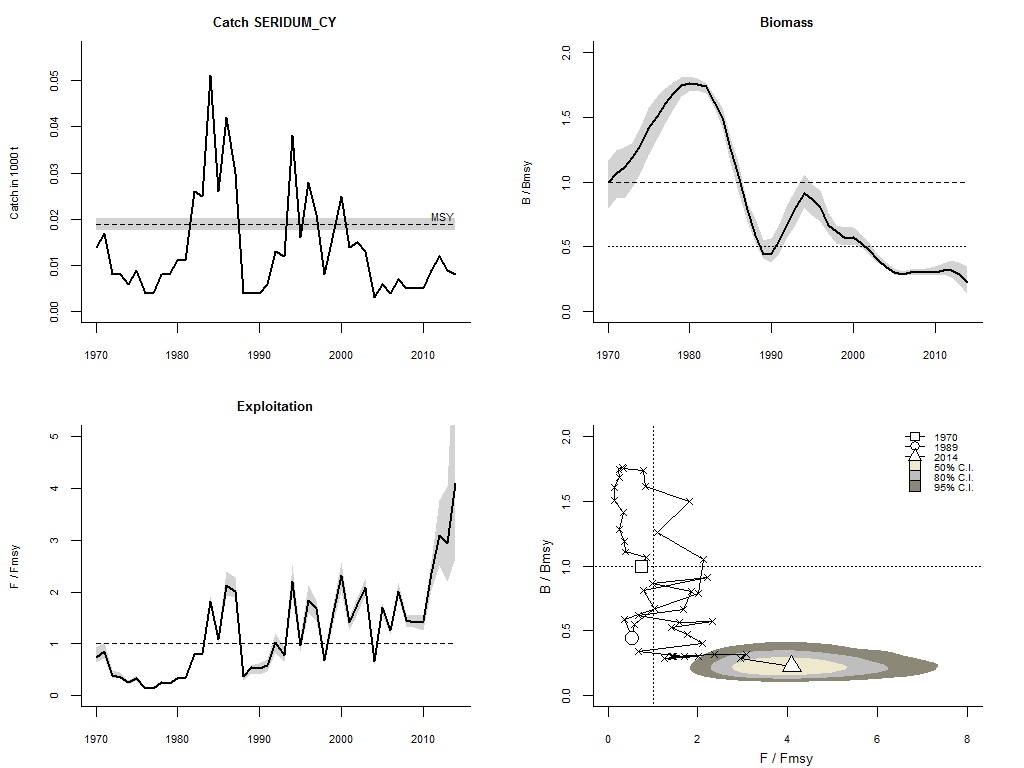 Catch SERIDUM_CY
Catch in 1000 t
0.00 0.01 0.02 0.03 0.04 0.05
MSY
1970 1980 1990 2000 2010
Biomass
B / Bmsy
0.0 0.5 1.0 1.5 2.0
1970 1980 1990 2000 2010
Exploitation
F / Fmsy
0 1 2 3 4 5
1970 1980 1990 2000 2010
B / Bmsy
0.0 0.5 1.0 1.5 2.0
1970
1989
2014
50% C.I.
80% C.I.
95% C.I.
0 2 4 6 8
F / Fmsy